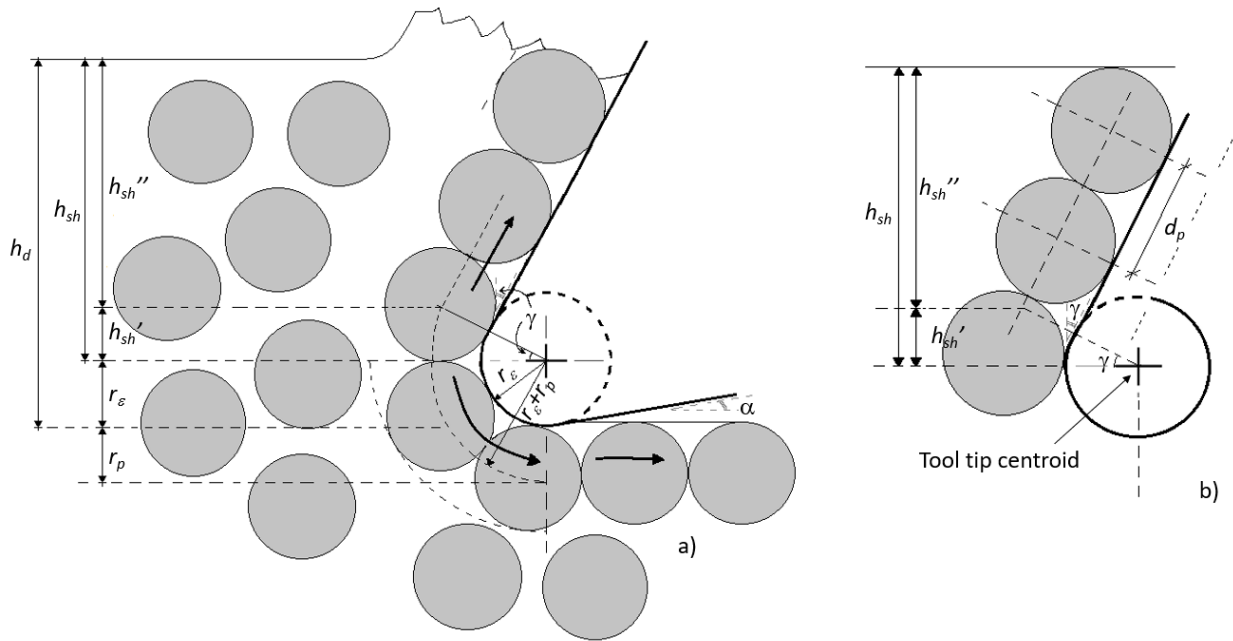 h_d
h_sh
h_sh''
h_sh'
r_ε
r_p
γ
r_ε
r_ε+r_p
α
a)
h_sh
h_sh''
h_sh'
γ
γ
d_p
Tool tip centroid
b)